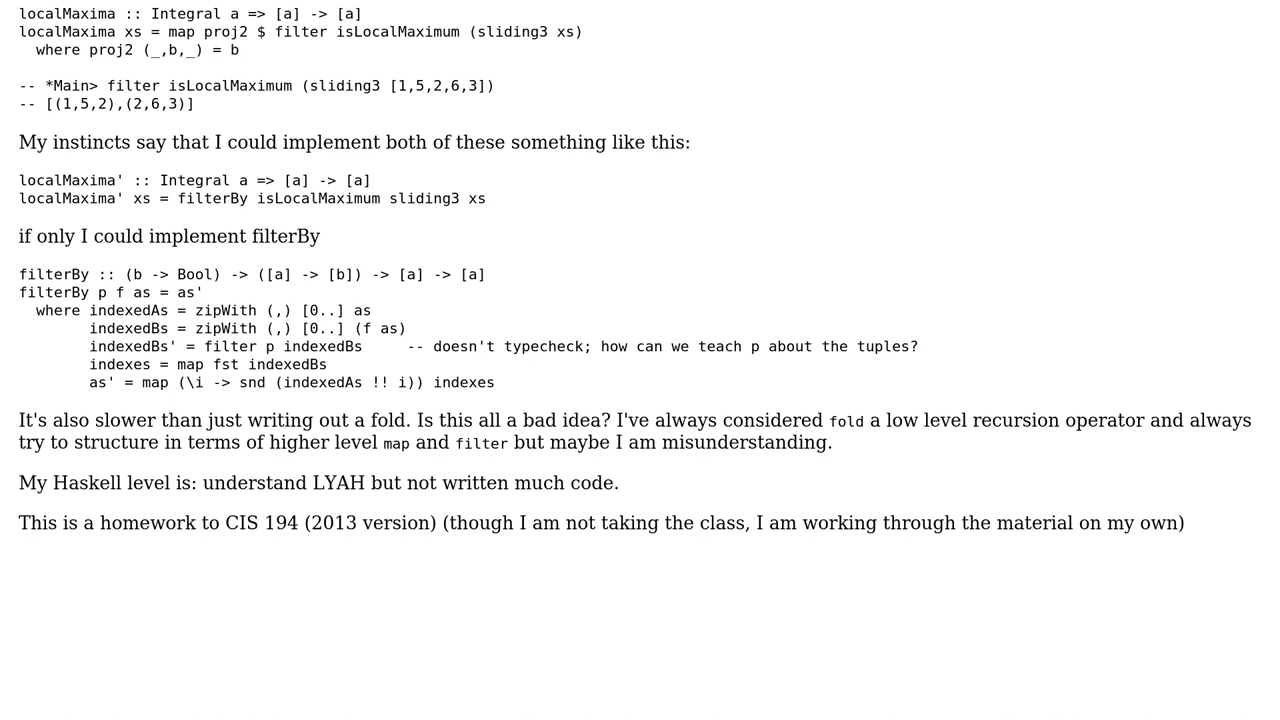 localMaxima :: Integral a => [a] -> [a]
localMaxima xs = map proj2 $ filter isLocalMaximum (sliding3 xs)
  where proj2 (_,b,_) = b

-- *Main> filter isLocalMaximum (sliding3 [1,5,2,6,3])
-- [(1,5,2),(2,6,3)]
My instincts say that I could implement both of these something like this:
localMaxima' :: Integral a => [a] -> [a]
localMaxima' xs = filterBy isLocalMaximum sliding3 xs
if only I could implement filterBy
filterBy :: (b -> Bool) -> ([a] -> [b]) -> [a] -> [a]
filterBy p f as = as'
  where indexedAs = zipWith (,) [0..] as
        indexedBs = zipWith (,) [0..] (f as)
        indexedBs' = filter p indexedBs     -- doesn't typecheck; how can we teach p about the tuples?
        indexes = map fst indexedBs
        as' = map (\i -> snd (indexedAs !! i)) indexes
It's also slower than just writing out a fold. Is this all a bad idea? I've always considered fold a low level recursion operator and always
try to structure in terms of higher level map and filter but maybe I am misunderstanding.
My Haskell level is: understand LYAH but not written much code.
This is a homework to CIS 194 (2013 version) (though I am not taking the class, I am working through the material on my own)